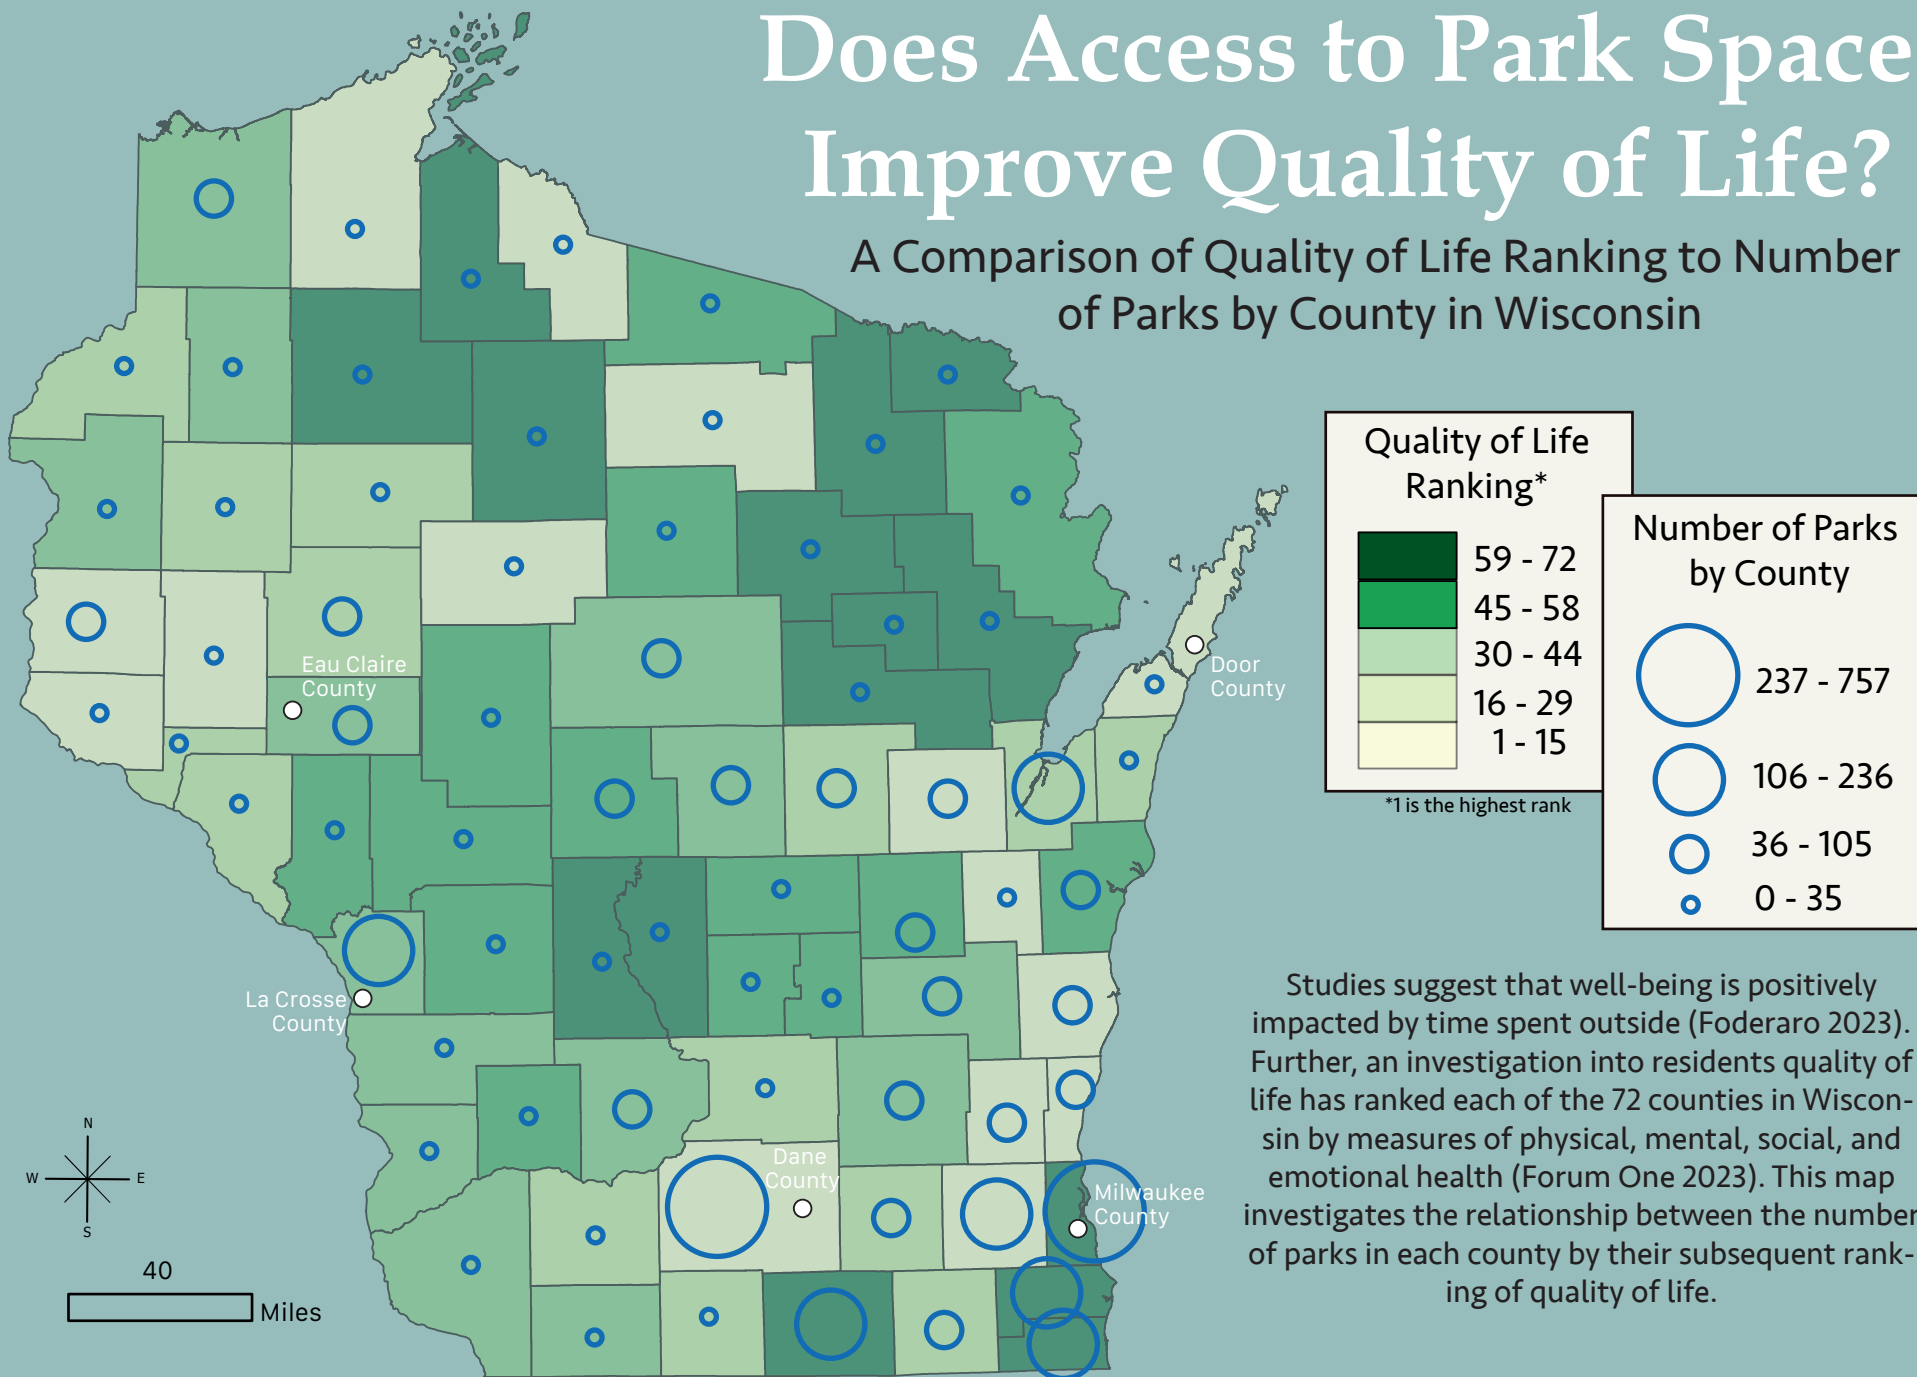 Does Access to Park Space
Improve Quality of Life?
A Comparison of Quality of Life Ranking to Number
of Parks by County in Wisconsin
Quality of Life
Ranking*
59 - 72
45 - 58
30 - 44
16 - 29
1 - 15
*1 is the highest rank
Number of Parks
by County
237 - 757
106 - 236
36 - 105
0 - 35
Eau Claire
County
Door
County
La Crosse
County
Dane
County
Milwaukee
County
Studies suggest that well-being is positively
impacted by time spent outside (Foderaro 2023).
Further, an investigation into residents quality of
life has ranked each of the 72 counties in Wiscon-
sin by measures of physical, mental, social, and
emotional health (Forum One 2023). This map
investigates the relationship between the number
of parks in each county by their subsequent rank-
ing of quality of life.
N
W
E
S
40
Miles